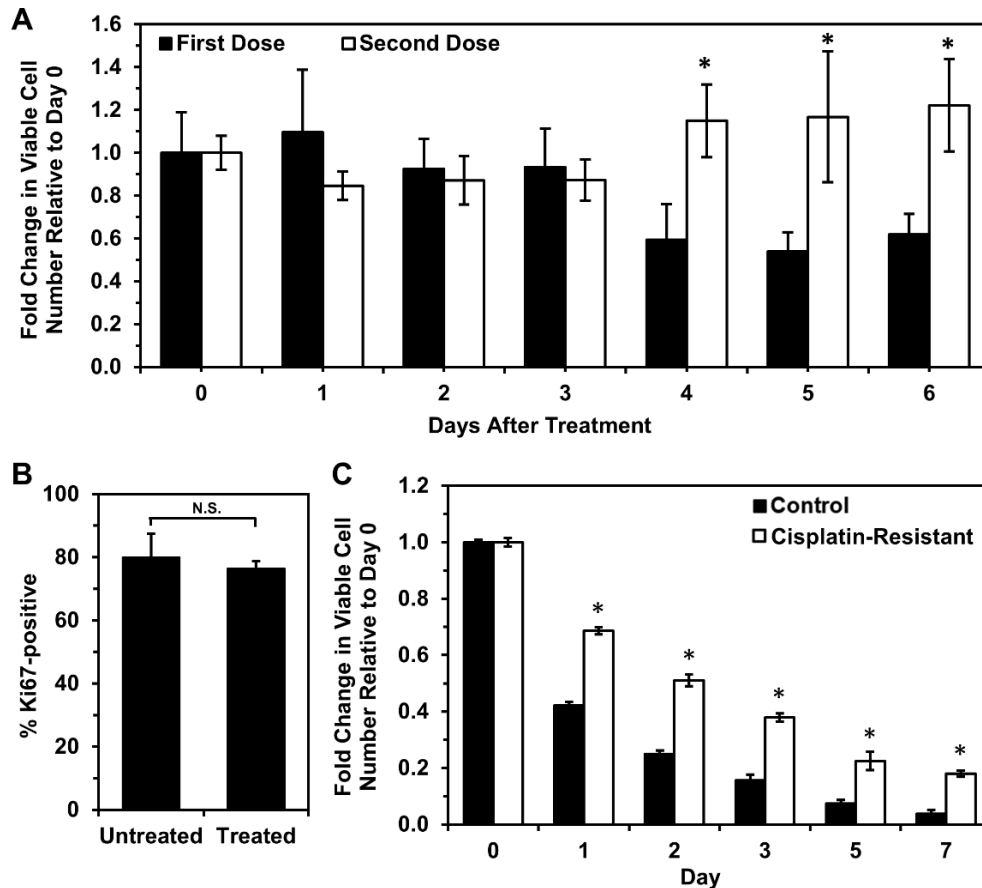 A
Fold Change in Viable Cell
Number Relative to Day 0
1.6
1.4
1.2
1.0
0.8
0.6
0.4
0.2
0.0
First Dose
Second Dose
*
*
*
0 1 2 3 4 5 6
Days After Treatment
B
% Ki67-positive
100
80
60
40
20
0
N.S.
Untreated Treated
C
Fold Change in Viable Cell
Number Relative to Day 0
1.2
1.0
0.8
0.6
0.4
0.2
0.0
Control
Cisplatin-Resistant
*
*
*
*
*
0 1 2 3 5 7
Day